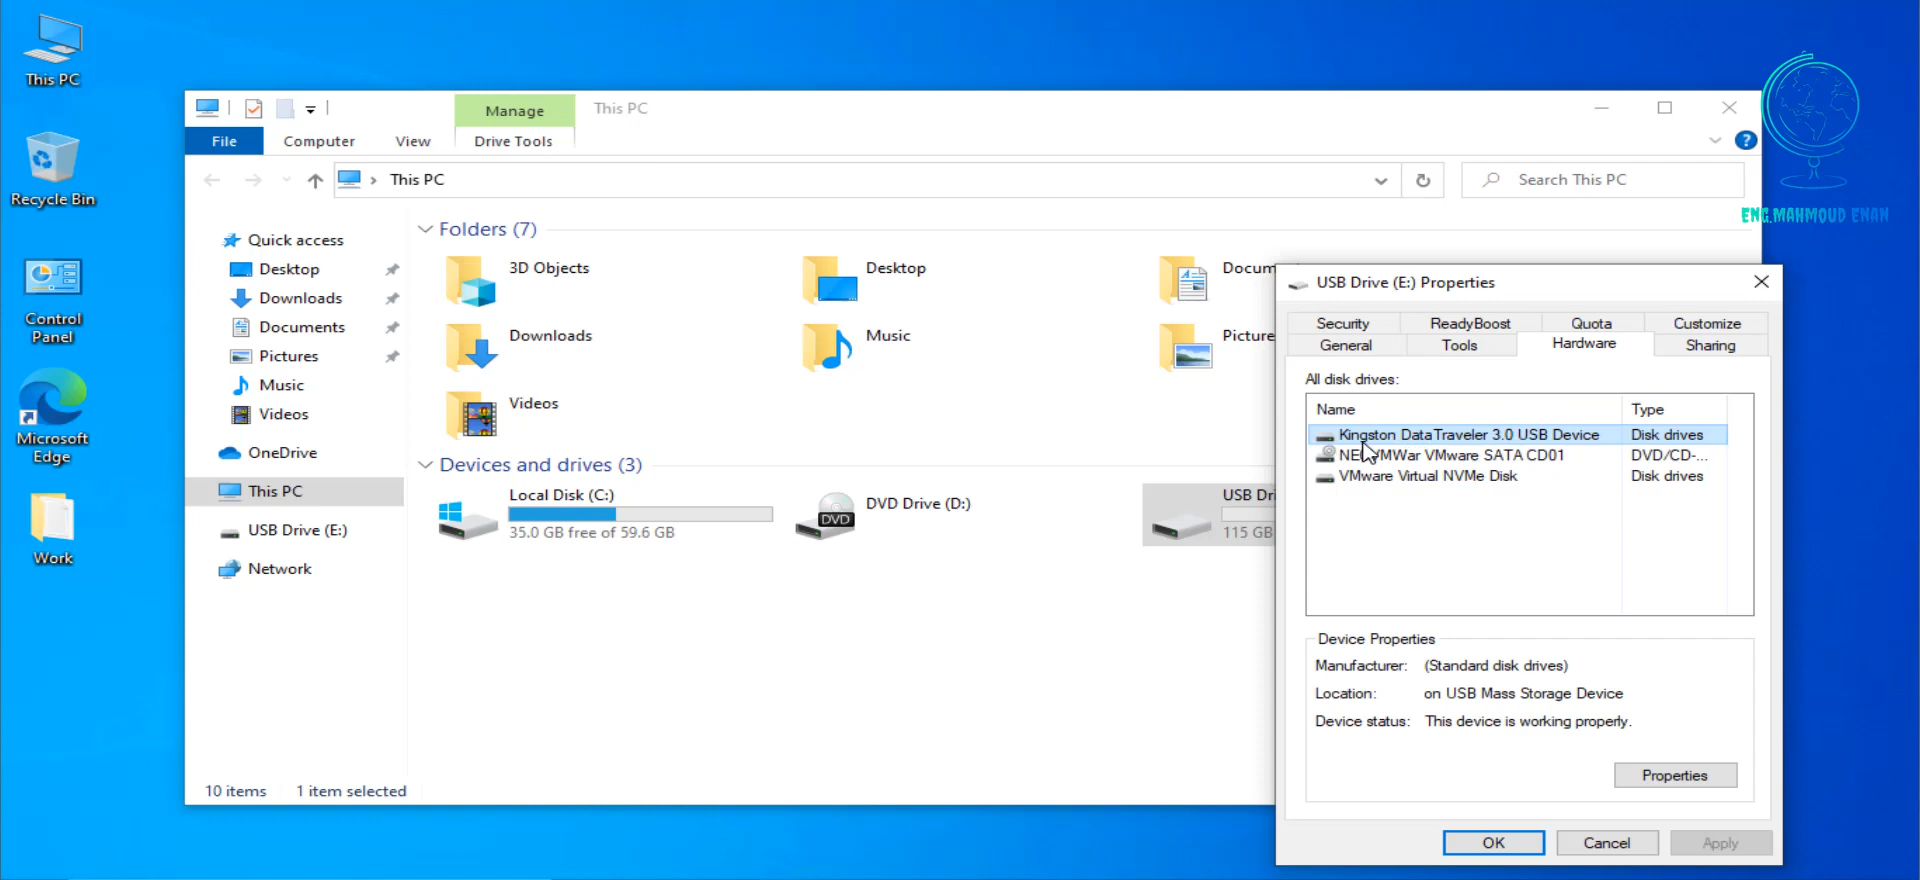 This PC
Recycle Bin
Control
Panel
Microsoft
Edge
Work
Manage
This PC
File
Computer
View
Drive Tools
?
This PC
Search This PC
ENG.MAHMOUD ENAN
Quick access
Desktop
Downloads
Documents
Pictures
Music
Videos
OneDrive
This PC
USB Drive (E:)
Network
Folders (7)
3D Objects
Desktop
Docum
Downloads
Music
Picture
Videos
Devices and drives (3)
Local Disk (C:)
35.0 GB free of 59.6 GB
DVD
DVD Drive (D:)
USB Dri
115 GB
10 items
1 item selected
USB Drive (E:) Properties
Security
ReadyBoost
Quota
Customize
General
Tools
Hardware
Sharing
All disk drives:
Name
Type
Kingston DataTraveler 3.0 USB Device
Disk drives
VMware SATA CD01
DVD/CD-...
VMware Virtual NVMe Disk
Disk drives
Device Properties
Manufacturer: (Standard disk drives)
Location: on USB Mass Storage Device
Device status: This device is working properly.
Properties
OK
Cancel
Apply